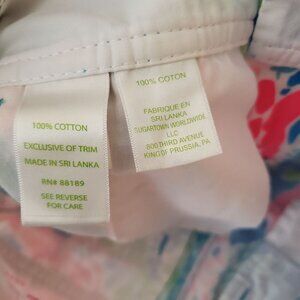 100% COTTON
EXCLUSIVE OF TRIM
MADE IN SRI LANKA
RN# 88189
SEE REVERSE
FOR CARE
100% COTTON
FABRIQUE EN
SRI LANKA
SUGARTOWN WORLDWIDE
LLC
800 THIRD AVENUE
KING OF PRUSSIA, PA